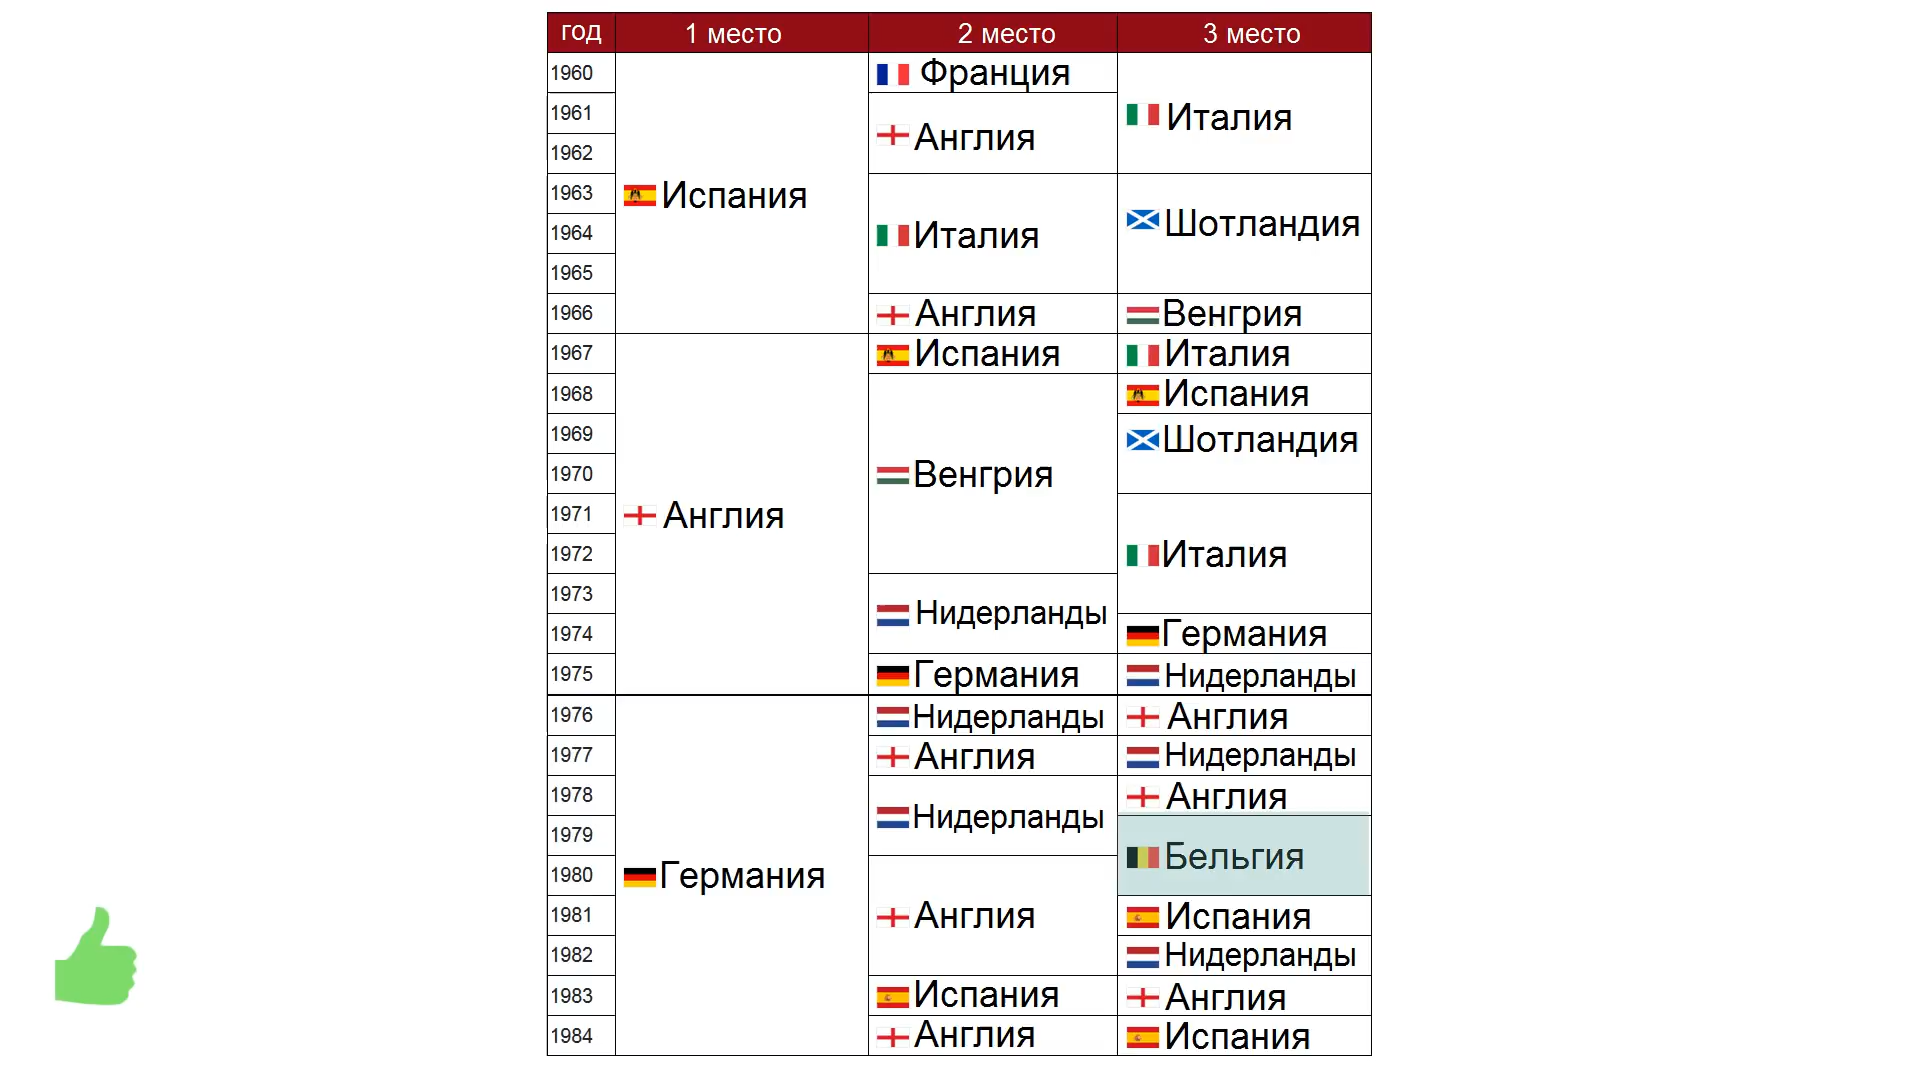 год 1 место 2 место 3 место
1960 Франция
1961 Италия
Англия
1962
1963 Испания
1964 Италия Шотландия
1965
1966 Англия Венгрия
1967 Испания Италия
1968 Испания
1969 Шотландия
1970 Венгрия
1971 Англия
1972 Италия
1973
Нидерланды
1974 Германия
1975 Германия Нидерланды
1976 Нидерланды Англия
1977 Англия Нидерланды
1978 Англия
Нидерланды
1979
Бельгия
1980 Германия
1981 Англия Испания
1982 Нидерланды
1983 Испания Англия
1984 Англия Испания